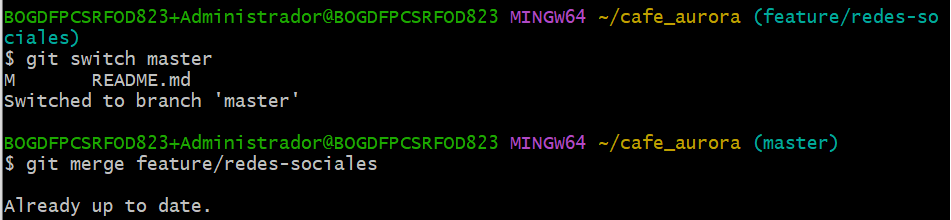 BOGDFPCSRFOD823+Administrador@BOGDFPCSRFOD823 MINGW64 ~/cafe_aurora (feature/redes-so
ciales)
$ git switch master
M       README.md
Switched to branch 'master'

BOGDFPCSRFOD823+Administrador@BOGDFPCSRFOD823 MINGW64 ~/cafe_aurora (master)
$ git merge feature/redes-sociales

Already up to date.